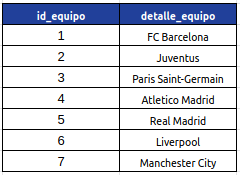 id_equipo detalle_equipo
1 FC Barcelona
2 Juventus
3 Paris Saint-Germain
4 Atletico Madrid
5 Real Madrid
6 Liverpool
7 Manchester City